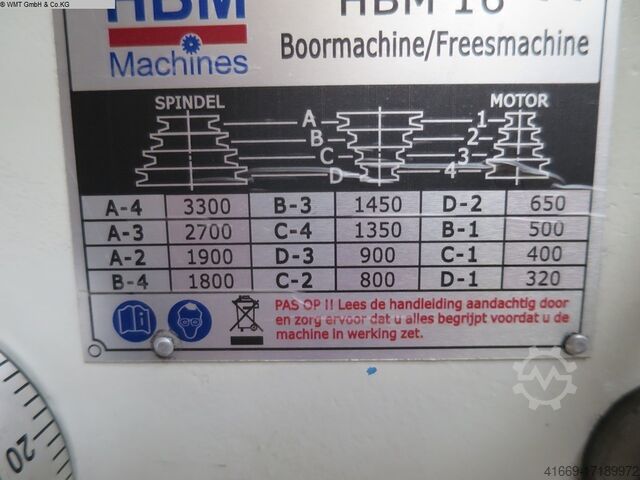 © WMT GmbH & Co.KG
HBM HBM 16
Machines Boormachine/Freesmachine
SPINDEL MOTOR
A 1
B 2
C 3
D 4
A-4 3300 B-3 1450 D-2 650
A-3 2700 C-4 1350 B-1 500
A-2 1900 D-3 900 C-1 400
B-4 1800 C-2 800 D-1 320
PAS OP !! Lees de handleiding aandachtig door
en zorg ervoor dat u alles begrijpt voordat u de
machine in werking zet.
20
41669-17189972